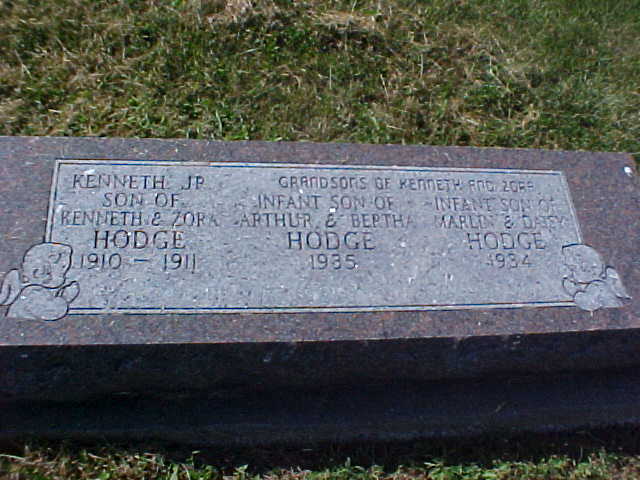 KENNETH JR.
SON OF
KENNETH & ZORA
HODGE
1910 - 1911
GRANDSONS OF KENNETH AND ZORA
INFANT SON OF
ARTHUR & BERTHA
HODGE
1935
INFANT SON OF
MARLIN & DAISY
HODGE
1934